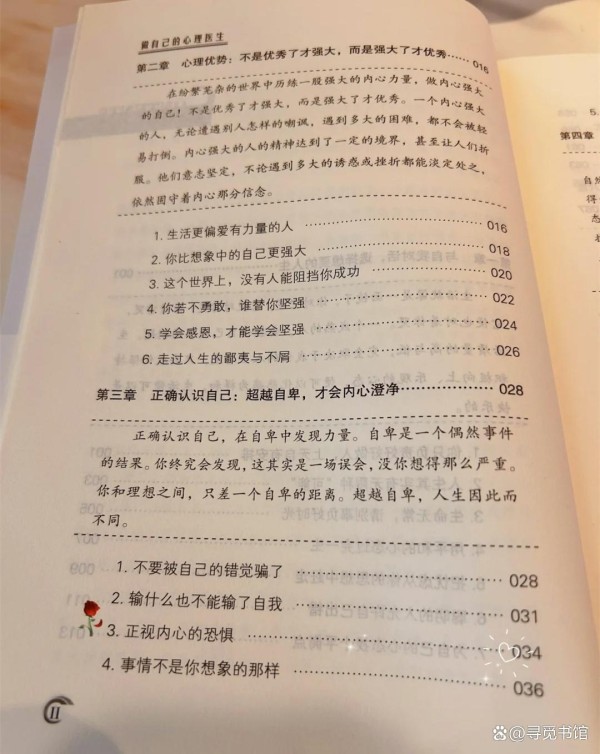 做自己的心理医生
第二章 心理优势：不是优秀了才强大，而是强大了才优秀……016
在纷繁芜杂的世界中历练一股强大的内心力量，做内心强大
的自己！不是优秀了才强大，而是强大了才优秀。一个内心强大
的人，无论遭遇别人怎样的嘲讽，遇到多大的困难，都不会被轻
易打倒。内心强大的人的精神达到了一定的境界，甚至让人们折
服。他们意志坚定，不论遇到多大的诱惑或挫折都能淡定处之，
依然固守着内心那分信念。
1. 生活更偏爱有力量的人……016
2. 你比想象中的自己更强大……018
3. 这个世界上，没有人能阻挡你成功……020
4. 你若不勇敢，谁替你坚强……022
5. 学会感恩，才能学会坚强……024
6. 走过人生的鄙夷与不屑……026
第三章 正确认识自己：超越自卑，才会内心澄净……028
正确认识自己，在自卑中发现力量。自卑是一个偶然事件
的结果。你终究会发现，这其实是一场误会，没你想得那么严重。
你和理想之间，只差一个自卑的距离。超越自卑，人生因此而
不同。
1. 不要被自己的错觉骗了……028
2. 输什么也不能输了自我……031
3. 正视内心的恐惧……034
4. 事情不是你想象的那样……036
II
5.
第四章
自然
得
态
@寻觅书馆